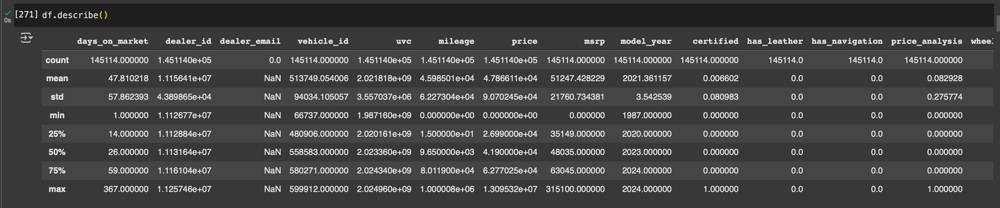 [271] df.describe()
0s
days_on_market dealer_id dealer_email vehicle_id uvc mileage price msrp model_year certified has_leather has_navigation price_analysis wheel
count 145114.000000 1.451140e+05 0.0 145114.000000 1.451140e+05 1.451140e+05 1.451140e+05 145114.000000 145114.000000 145114.000000 145114.0 145114.0 145114.000000
mean 47.810218 1.115641e+07 NaN 513749.054006 2.021818e+09 4.598501e+04 4.786611e+04 51247.428229 2021.361157 0.006602 0.0 0.0 0.082928
std 57.862393 4.389865e+04 NaN 94034.105057 3.557037e+06 6.227304e+04 9.070245e+04 21760.734381 3.542539 0.080983 0.0 0.0 0.275774
min 1.000000 1.112677e+07 NaN 66737.000000 1.987160e+09 0.000000e+00 0.000000e+00 0.000000 1987.000000 0.000000 0.0 0.0 0.000000
25% 14.000000 1.112884e+07 NaN 480906.000000 2.020161e+09 1.500000e+01 2.699000e+04 35149.000000 2020.000000 0.000000 0.0 0.0 0.000000
50% 26.000000 1.113164e+07 NaN 558583.000000 2.023360e+09 9.650000e+03 4.190000e+04 48035.000000 2023.000000 0.000000 0.0 0.0 0.000000
75% 59.000000 1.116104e+07 NaN 580271.000000 2.024340e+09 8.011900e+04 6.277025e+04 63045.000000 2024.000000 0.000000 0.0 0.0 0.000000
max 367.000000 1.125746e+07 NaN 599912.000000 2.024960e+09 1.000008e+06 1.309532e+07 315100.000000 2024.000000 1.000000 0.0 0.0 1.000000